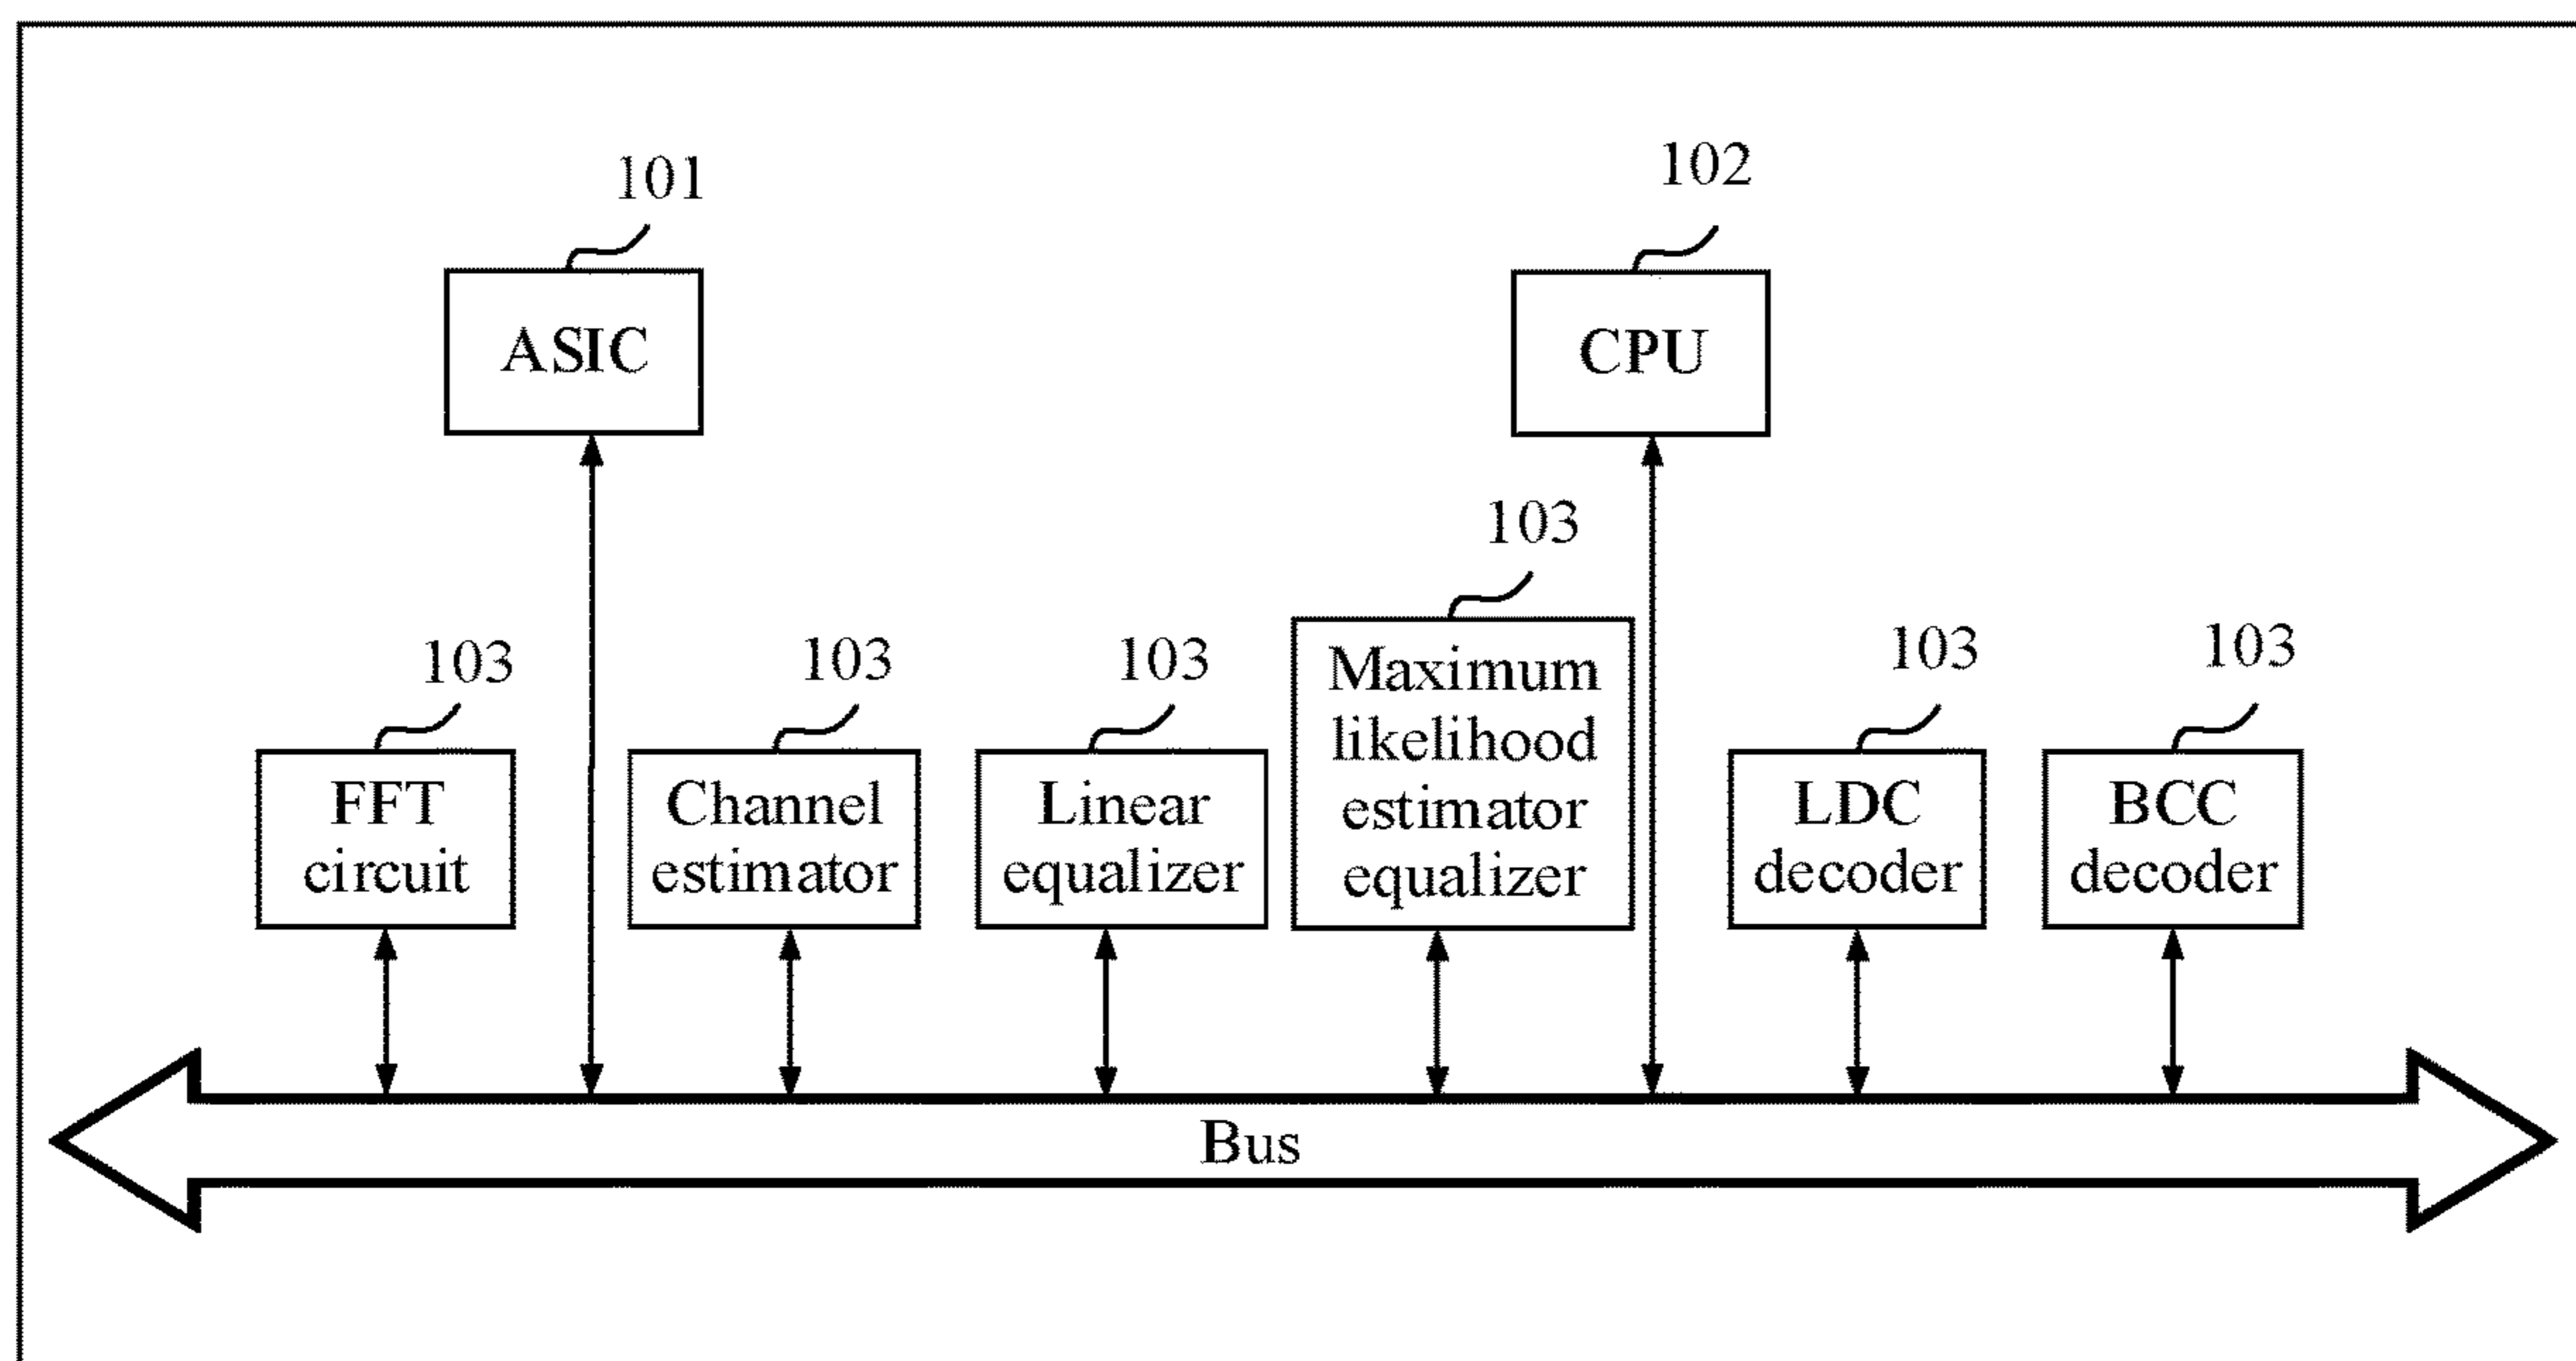 101
102
ASIC
CPU
103
103
103
103
103
103
FFT
circuit
Channel
estimator
Linear
equalizer
Maximum
likelihood
estimator
equalizer
LDC
decoder
BCC
decoder
Bus